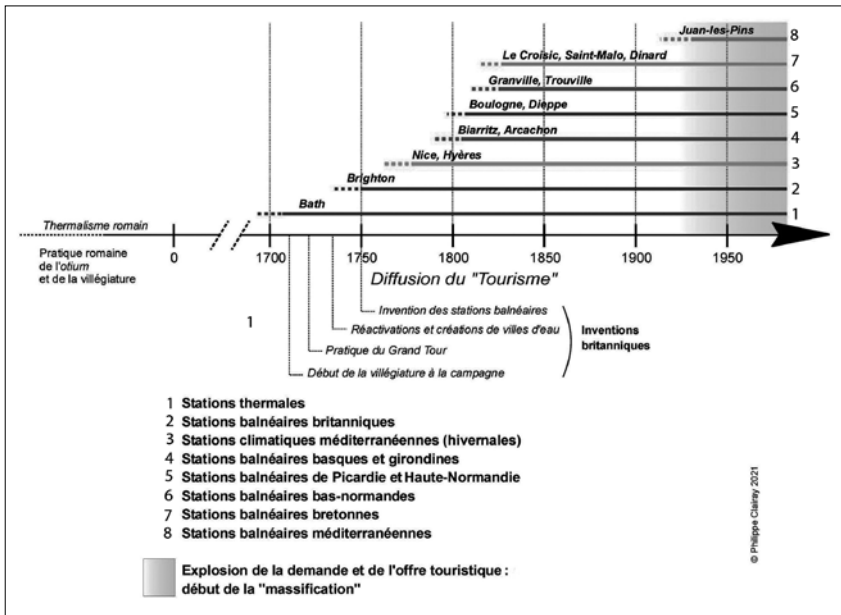 Juan-les-Pins 8
Le Croisic, Saint-Malo, Dinard 7
Granville, Trouville 6
Boulogne, Dieppe 5
Biarritz, Arcachon 4
Nice, Hyères 3
Brighton 2
Bath 1
Thermalisme romain
Pratique romaine
de l'otium
et de la villégiature
0 1700 1750 1800 1850 1900 1950
Diffusion du "Tourisme"
1
Invention des stations balnéaires
Réactivations et créations de villes d'eau
Pratique du Grand Tour
Début de la villégiature à la campagne
Inventions
britanniques
1 Stations thermales
2 Stations balnéaires britanniques
3 Stations climatiques méditerranéennes (hivernales)
4 Stations balnéaires basques et girondines
5 Stations balnéaires de Picardie et Haute-Normandie
6 Stations balnéaires bas-normandes
7 Stations balnéaires bretonnes
8 Stations balnéaires méditerranéennes
Explosion de la demande et de l'offre touristique :
début de la "massification"
© Philippe Clairay 2021